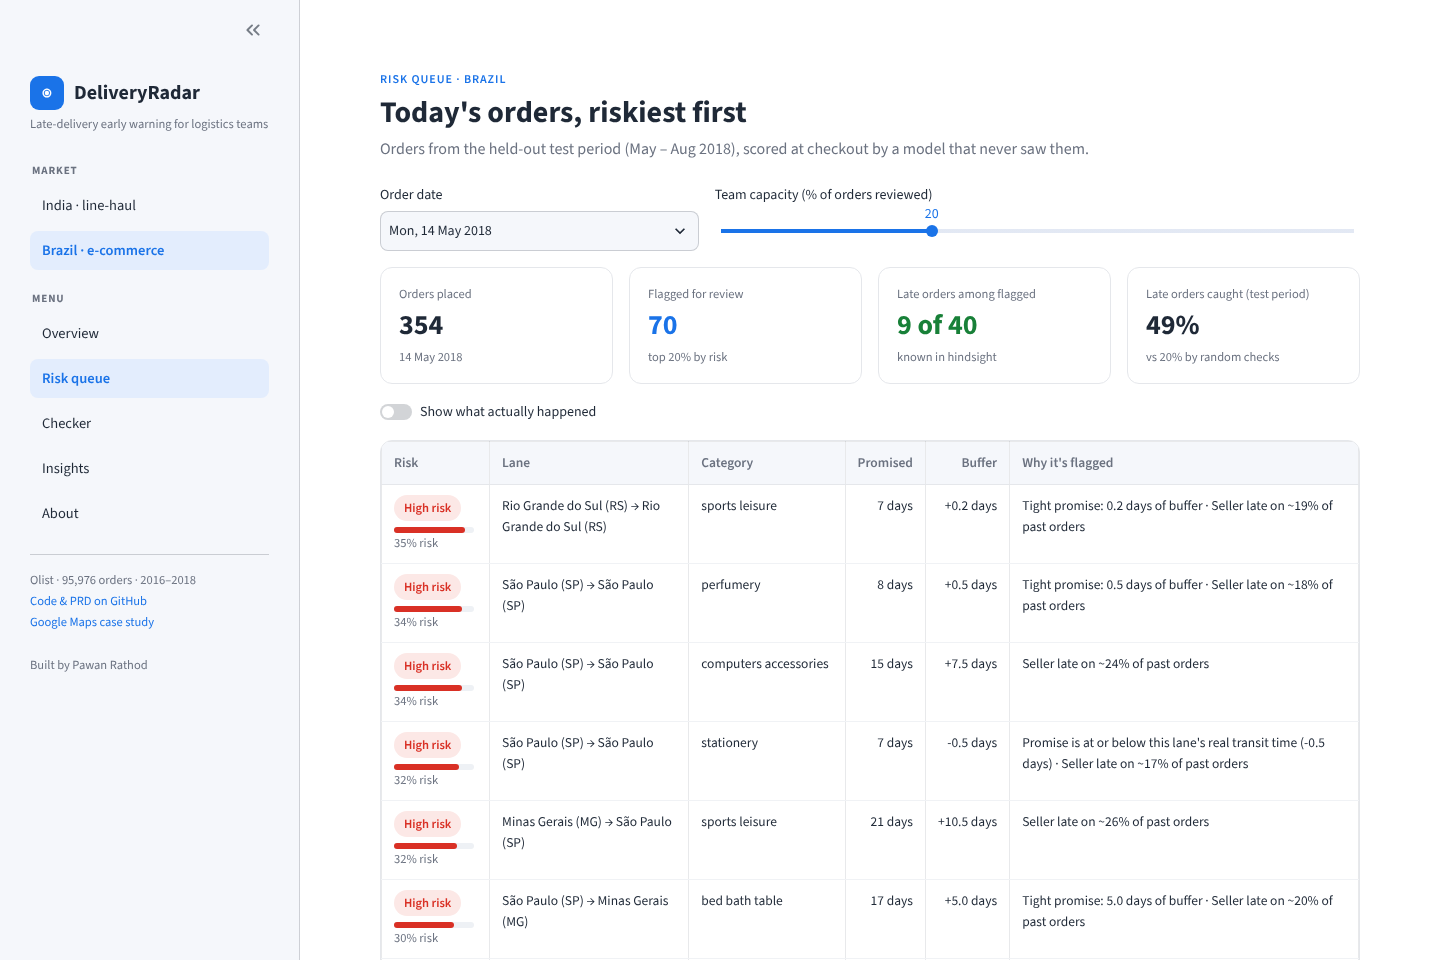 DeliveryRadar
Late-delivery early warning for logistics teams
MARKET
India · line-haul
Brazil · e-commerce
MENU
Overview
Risk queue
Checker
Insights
About
Olist · 95,976 orders · 2016–2018
Code & PRD on GitHub
Google Maps case study
Built by Pawan Rathod
RISK QUEUE · BRAZIL
Today's orders, riskiest first
Orders from the held-out test period (May – Aug 2018), scored at checkout by a model that never saw them.
Order date
Mon, 14 May 2018
Team capacity (% of orders reviewed)
20
Orders placed
354
14 May 2018
Flagged for review
70
top 20% by risk
Late orders among flagged
9 of 40
known in hindsight
Late orders caught (test period)
49%
vs 20% by random checks
Show what actually happened
Risk Lane Category Promised Buffer Why it's flagged
High risk Rio Grande do Sul (RS) → Rio sports leisure 7 days +0.2 days Tight promise: 0.2 days of buffer · Seller late on ~19% of
Grande do Sul (RS) past orders
35% risk
High risk São Paulo (SP) → São Paulo perfumery 8 days +0.5 days Tight promise: 0.5 days of buffer · Seller late on ~18% of
(SP) past orders
34% risk
High risk São Paulo (SP) → São Paulo computers accessories 15 days +7.5 days Seller late on ~24% of past orders
(SP)
34% risk
High risk São Paulo (SP) → São Paulo stationery 7 days -0.5 days Promise is at or below this lane's real transit time (-0.5
(SP) days) · Seller late on ~17% of past orders
32% risk
High risk Minas Gerais (MG) → São Paulo sports leisure 21 days +10.5 days Seller late on ~26% of past orders
(SP)
32% risk
High risk São Paulo (SP) → Minas Gerais bed bath table 17 days +5.0 days Tight promise: 5.0 days of buffer · Seller late on ~20% of
(MG) past orders
30% risk